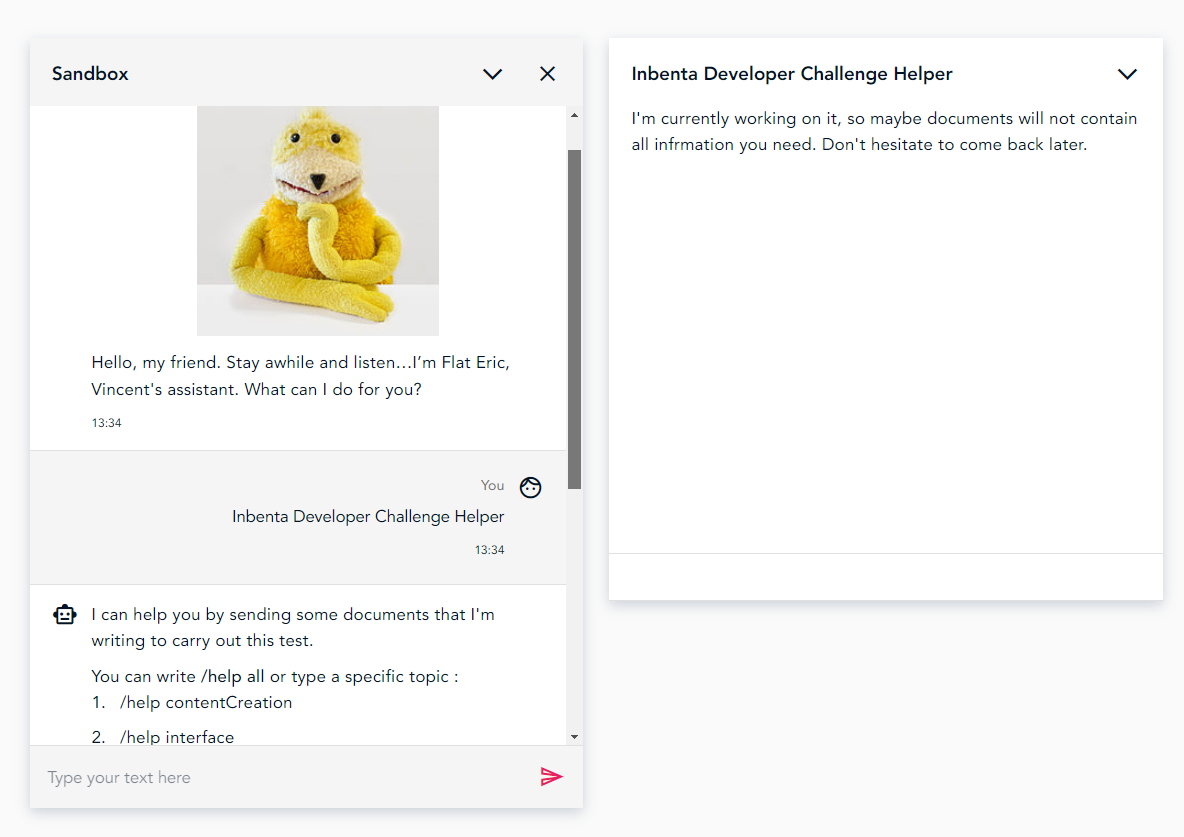 Sandbox
Hello, my friend. Stay awhile and listen…I’m Flat Eric,
Vincent's assistant. What can I do for you?
13:34
You
Inbenta Developer Challenge Helper
13:34
I can help you by sending some documents that I'm
writing to carry out this test.
You can write /help all or type a specific topic :
1. /help contentCreation
2. /help interface
Type your text here
Inbenta Developer Challenge Helper
I'm currently working on it, so maybe documents will not contain
all infrmation you need. Don't hesitate to come back later.